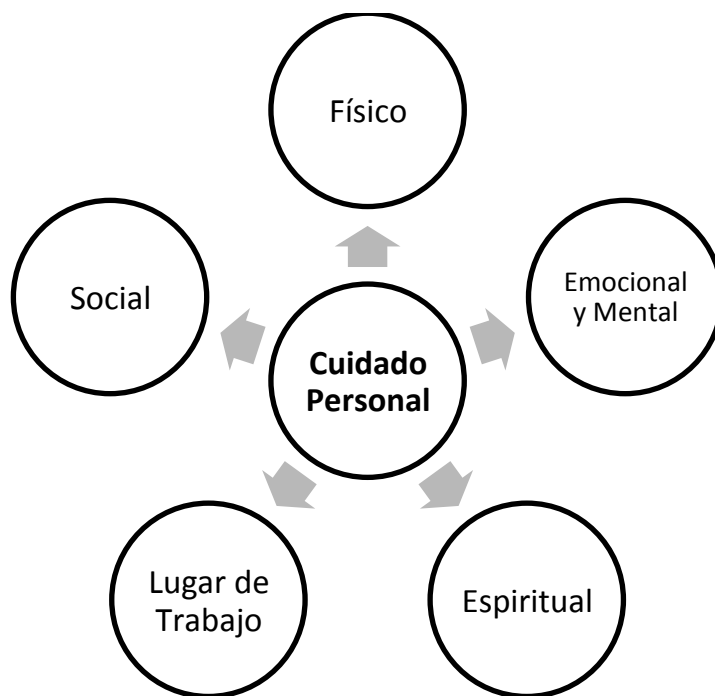 Físico
Social
Emocional
y Mental
Cuidado
Personal
Lugar de
Trabajo
Espiritual